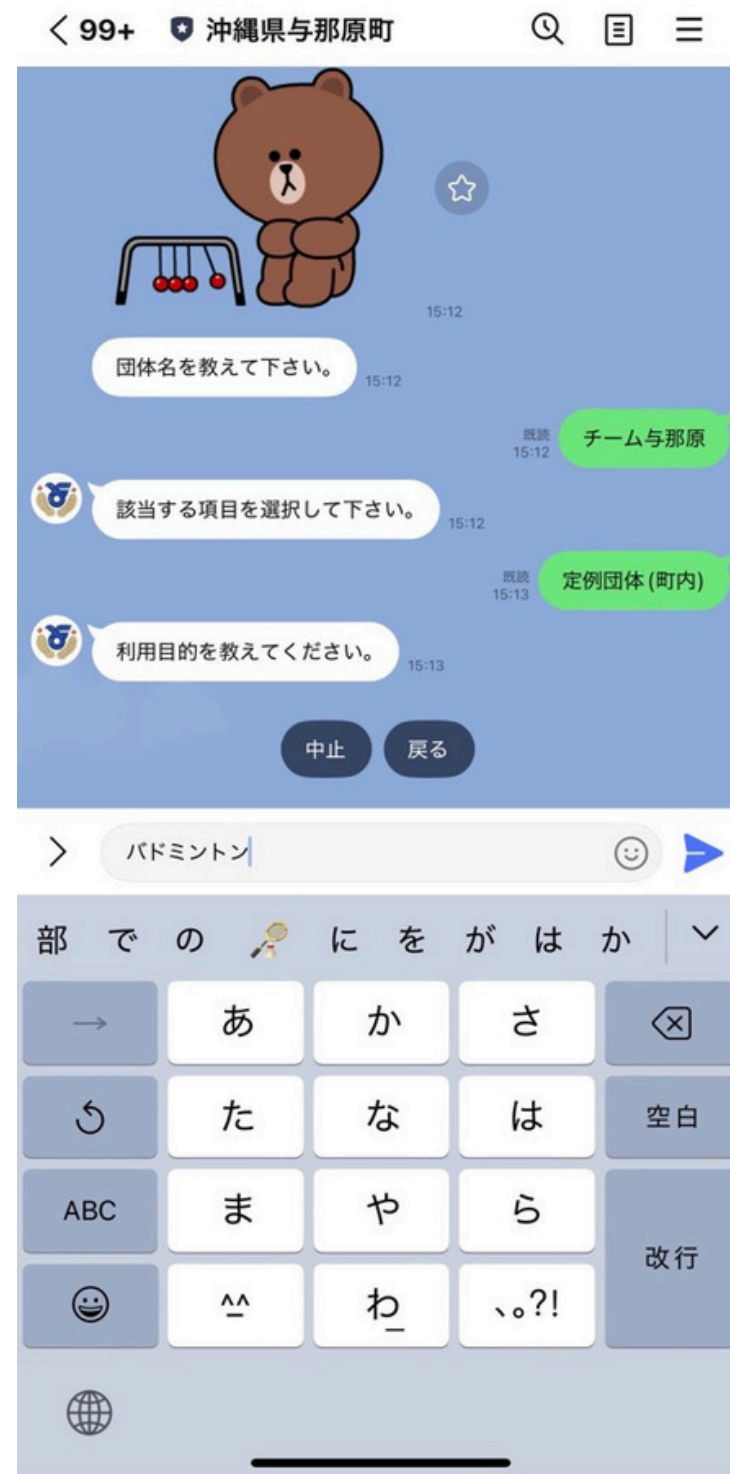 99+ 沖縄県与那原町
15:12
団体名を教えて下さい。
15:12
既読
15:12
チーム与那原
該当する項目を選択して下さい。
15:12
既読
15:13
定例団体(町内)
利用目的を教えてください。
15:13
中止 戻る
バドミントン
部 で の に を が は か
→ あ か さ
た な は 空白
ABC ま や ら
改行
^^ わ 、。?!